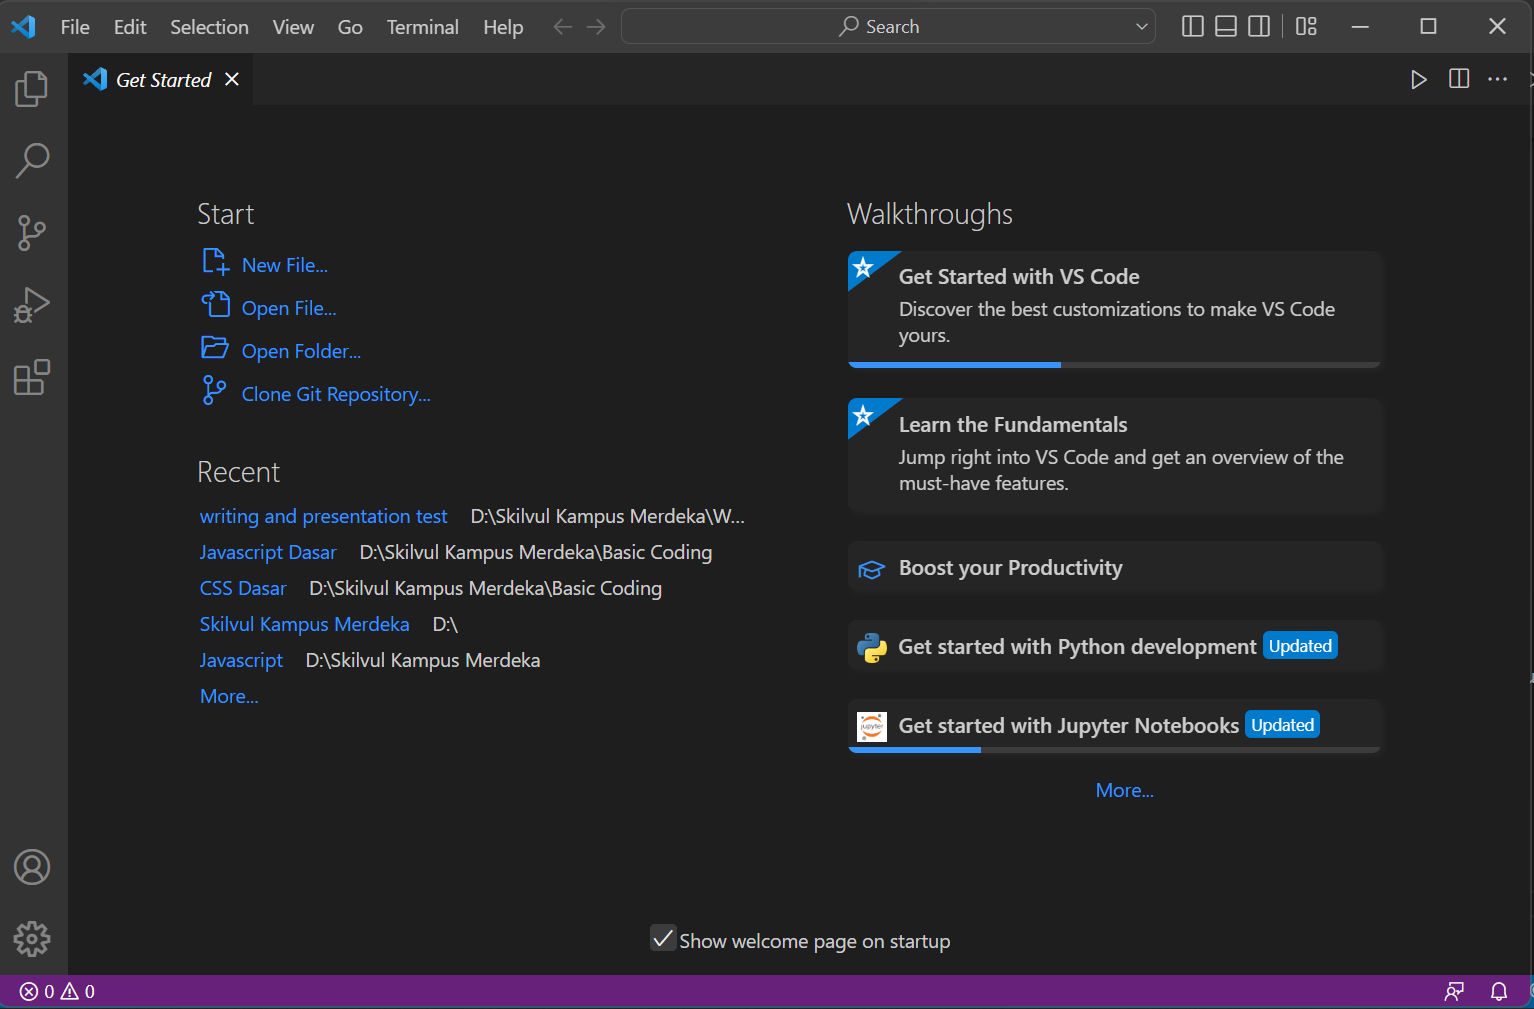 File Edit Selection View Go Terminal Help Search
Get Started
Start
New File...
Open File...
Open Folder...
Clone Git Repository...
Recent
writing and presentation test D:\Skilvul Kampus Merdeka\W...
Javascript Dasar D:\Skilvul Kampus Merdeka\Basic Coding
CSS Dasar D:\Skilvul Kampus Merdeka\Basic Coding
Skilvul Kampus Merdeka D:\
Javascript D:\Skilvul Kampus Merdeka
More...
Walkthroughs
Get Started with VS Code
Discover the best customizations to make VS Code
yours.
Learn the Fundamentals
Jump right into VS Code and get an overview of the
must-have features.
Boost your Productivity
Get started with Python development Updated
jupyter
Get started with Jupyter Notebooks Updated
More...
Show welcome page on startup
0 0